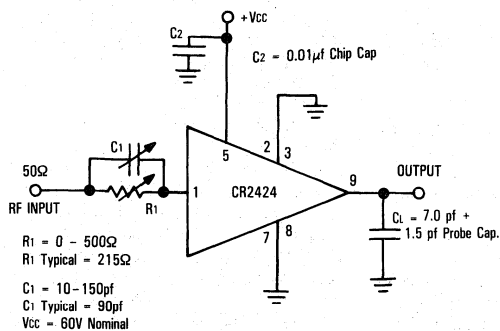 +VCC
C2
C2 = 0.01µf Chip Cap
C1
2
3
5
50Ω
1
CR2424
9
OUTPUT
RF INPUT
R1
CL = 7.0 pf +
1.5 pf Probe Cap.
7
8
R1 = 0 - 500Ω
R1 Typical = 215Ω
C1 = 10-150pf
C1 Typical = 90pf
VCC = 60V Nominal